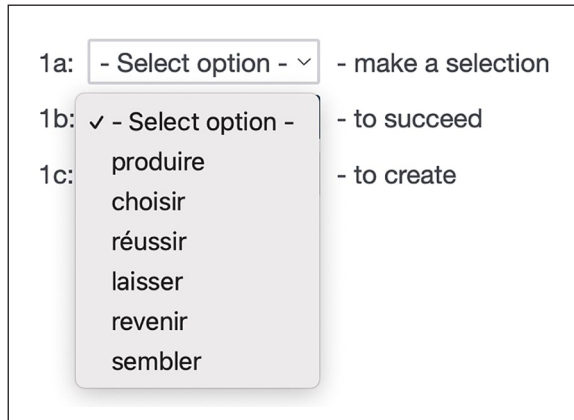 1a: - Select option - - make a selection
1b: ✓ - Select option - - to succeed
produire
1c: - to create
choisir
réussir
laisser
revenir
sembler